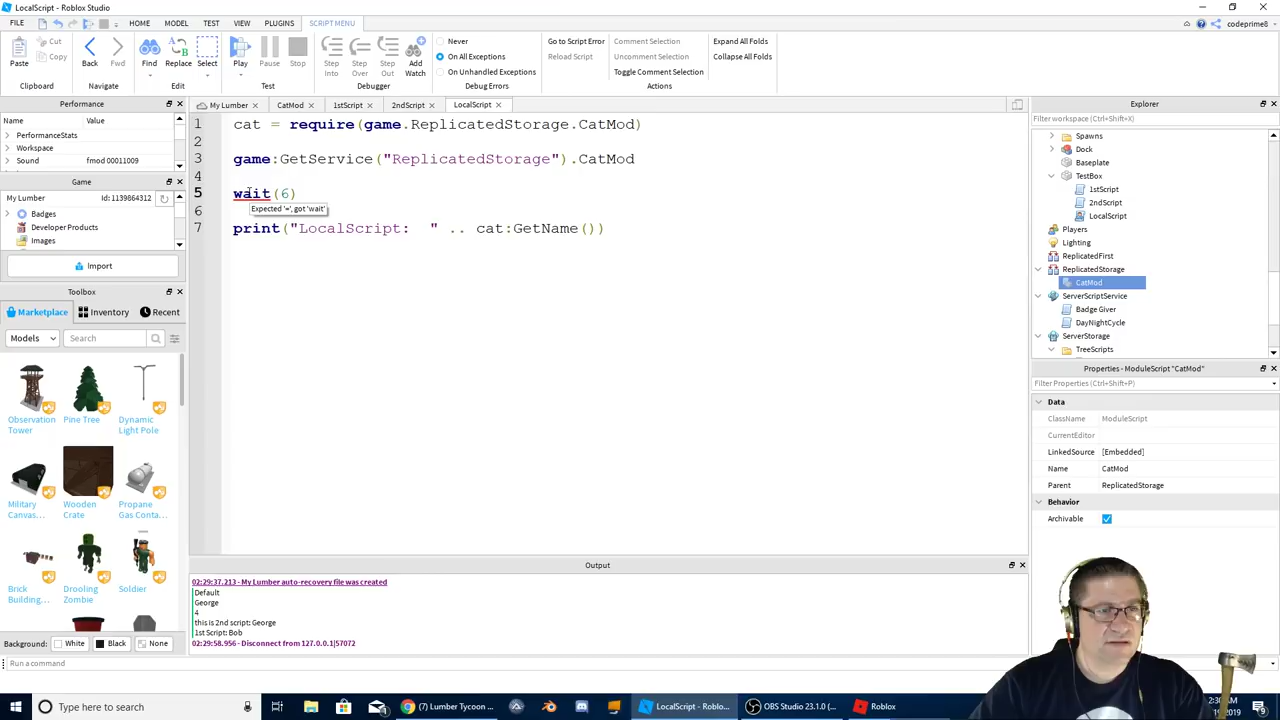 LocalScript - Roblox Studio
FILE HOME MODEL TEST VIEW PLUGINS SCRIPT MENU codeprime8
Paste Cut Copy Back Fwd Find Replace Select Play Pause Stop Step Into Step Over Step Out Add Watch
Never
On All Exceptions
On Unhandled Exceptions
Go to Script Error
Reload Script
Comment Selection
Uncomment Selection
Toggle Comment Selection
Expand All Folds
Collapse All Folds
Clipboard Navigate Edit Test Debugger Debug Errors Actions
Performance
Name Value
PerformanceStats
Workspace
Sound fmod 00011009
Game
My Lumber Id: 1139864312
Badges
Developer Products
Images
Import
Toolbox
Marketplace Inventory Recent
Models Search
Observation Tower
Pine Tree
Dynamic Light Pole
Military Canvas...
Wooden Crate
Propane Gas Conta...
Brick Building...
Drooling Zombie
Soldier
Background: White Black None
My Lumber CatMod 1stScript 2ndScript LocalScript
1 cat = require(game.ReplicatedStorage.CatMod)
2
3 game:GetService("ReplicatedStorage").CatMod
4
5 wait(6)
Expected '=', got 'wait'
6
7 print("LocalScript:  " .. cat:GetName())
Output
02:29:37.213 - My Lumber auto-recovery file was created
Default
George
4
this is 2nd script: George
1st Script: Bob
02:29:58.956 - Disconnect from 127.0.0.1|57072
Explorer
Filter workspace (Ctrl+Shift+X)
Spawns
Dock
Baseplate
TestBox
1stScript
2ndScript
LocalScript
Players
Lighting
ReplicatedFirst
ReplicatedStorage
CatMod
ServerScriptService
Badge Giver
DayNightCycle
ServerStorage
TreeScripts
Properties - ModuleScript "CatMod"
Filter Properties (Ctrl+Shift+P)
Data
ClassName ModuleScript
CurrentEditor
LinkedSource [Embedded]
Name CatMod
Parent ReplicatedStorage
Behavior
Archivable
Run a command
Type here to search
(7) Lumber Tycoon ...
LocalScript - Roblo...
OBS Studio 23.1.0 (...
Roblox